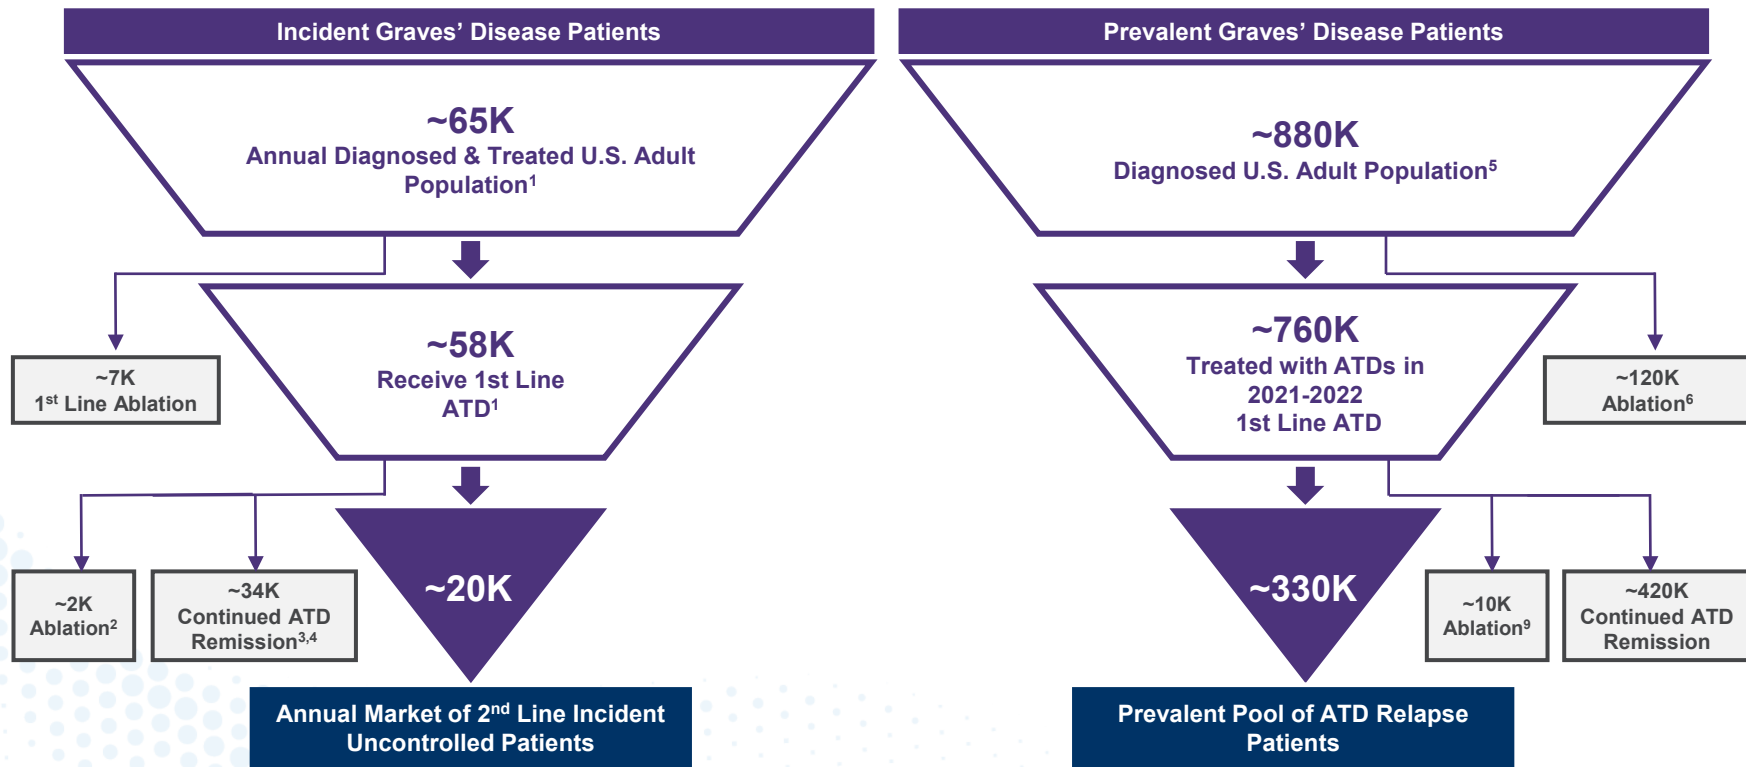 Incident Graves’ Disease Patients
~65K
Annual Diagnosed & Treated U.S. Adult
Population1
~58K
Receive 1st Line
ATD1
~7K
1st Line Ablation
~2K
Ablation2
~34K
Continued ATD
Remission3,4
~20K
Annual Market of 2nd Line Incident
Uncontrolled Patients
Prevalent Graves’ Disease Patients
~880K
Diagnosed U.S. Adult Population5
~760K
Treated with ATDs in
2021-2022
1st Line ATD
~120K
Ablation6
~330K
~10K
Ablation9
~420K
Continued ATD
Remission
Prevalent Pool of ATD Relapse
Patients